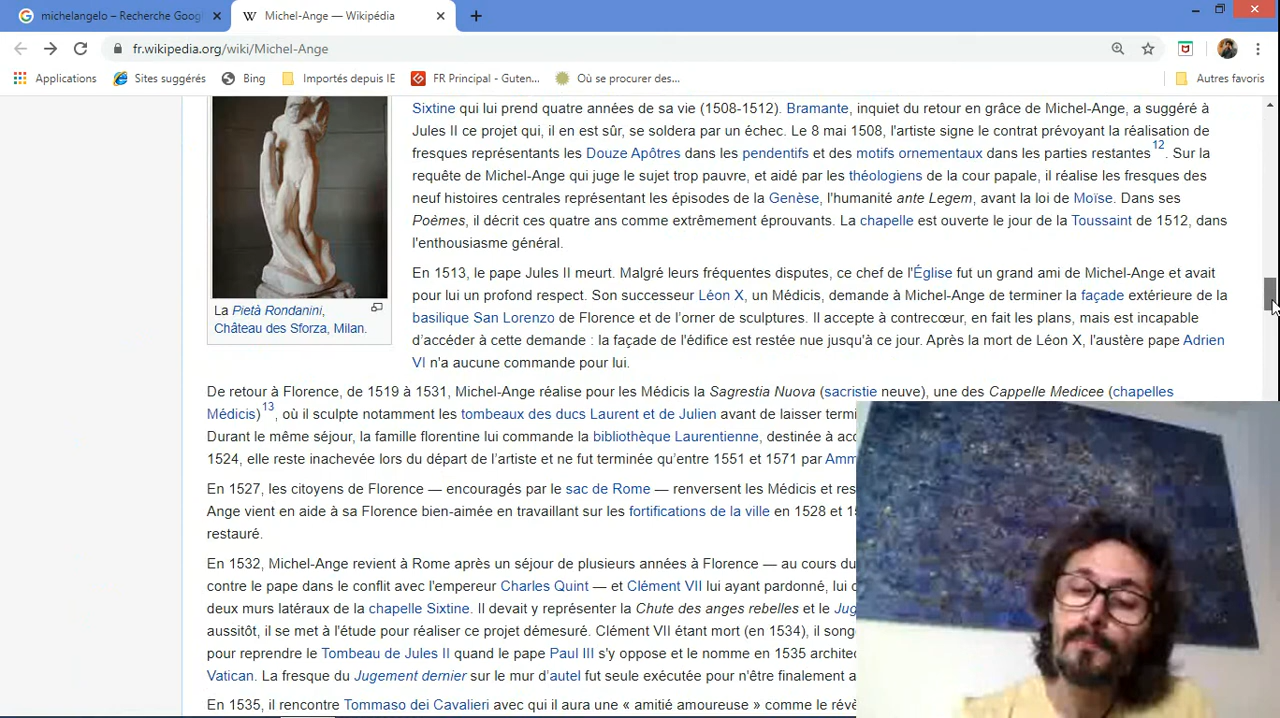 michelangelo – Recherche Goog
Michel-Ange — Wikipédia
fr.wikipedia.org/wiki/Michel-Ange
Applications Sites suggérés Bing Importés depuis IE FR Principal - Guten... Où se procurer des... Autres favoris
Sixtine qui lui prend quatre années de sa vie (1508-1512). Bramante, inquiet du retour en grâce de Michel-Ange, a suggéré à
Jules II ce projet qui, il en est sûr, se soldera par un échec. Le 8 mai 1508, l'artiste signe le contrat prévoyant la réalisation de
fresques représentants les Douze Apôtres dans les pendentifs et des motifs ornementaux dans les parties restantes12. Sur la
requête de Michel-Ange qui juge le sujet trop pauvre, et aidé par les théologiens de la cour papale, il réalise les fresques des
neuf histoires centrales représentant les épisodes de la Genèse, l'humanité ante Legem, avant la loi de Moïse. Dans ses
Poèmes, il décrit ces quatre ans comme extrêmement éprouvants. La chapelle est ouverte le jour de la Toussaint de 1512, dans
l'enthousiasme général.
En 1513, le pape Jules II meurt. Malgré leurs fréquentes disputes, ce chef de l'Église fut un grand ami de Michel-Ange et avait
pour lui un profond respect. Son successeur Léon X, un Médicis, demande à Michel-Ange de terminer la façade extérieure de la
basilique San Lorenzo de Florence et de l'orner de sculptures. Il accepte à contrecœur, en fait les plans, mais est incapable
d'accéder à cette demande : la façade de l'édifice est restée nue jusqu'à ce jour. Après la mort de Léon X, l'austère pape Adrien
VI n'a aucune commande pour lui.
La Pietà Rondanini,
Château des Sforza, Milan.
De retour à Florence, de 1519 à 1531, Michel-Ange réalise pour les Médicis la Sagrestia Nuova (sacristie neuve), une des Cappelle Medicee (chapelles
Médicis)13, où il sculpte notamment les tombeaux des ducs Laurent et de Julien avant de laisser termi
Durant le même séjour, la famille florentine lui commande la bibliothèque Laurentienne, destinée à acc
1524, elle reste inachevée lors du départ de l'artiste et ne fut terminée qu'entre 1551 et 1571 par Amm
En 1527, les citoyens de Florence — encouragés par le sac de Rome — renversent les Médicis et res
Ange vient en aide à sa Florence bien-aimée en travaillant sur les fortifications de la ville en 1528 et 1
restauré.
En 1532, Michel-Ange revient à Rome après un séjour de plusieurs années à Florence — au cours du
contre le pape dans le conflit avec l'empereur Charles Quint — et Clément VII lui ayant pardonné, lui c
deux murs latéraux de la chapelle Sixtine. Il devait y représenter la Chute des anges rebelles et le Jug
aussitôt, il se met à l'étude pour réaliser ce projet démesuré. Clément VII étant mort (en 1534), il song
pour reprendre le Tombeau de Jules II quand le pape Paul III s'y oppose et le nomme en 1535 archited
Vatican. La fresque du Jugement dernier sur le mur d'autel fut seule exécutée pour n'être finalement a
En 1535, il rencontre Tommaso dei Cavalieri avec qui il aura une « amitié amoureuse » comme le révè